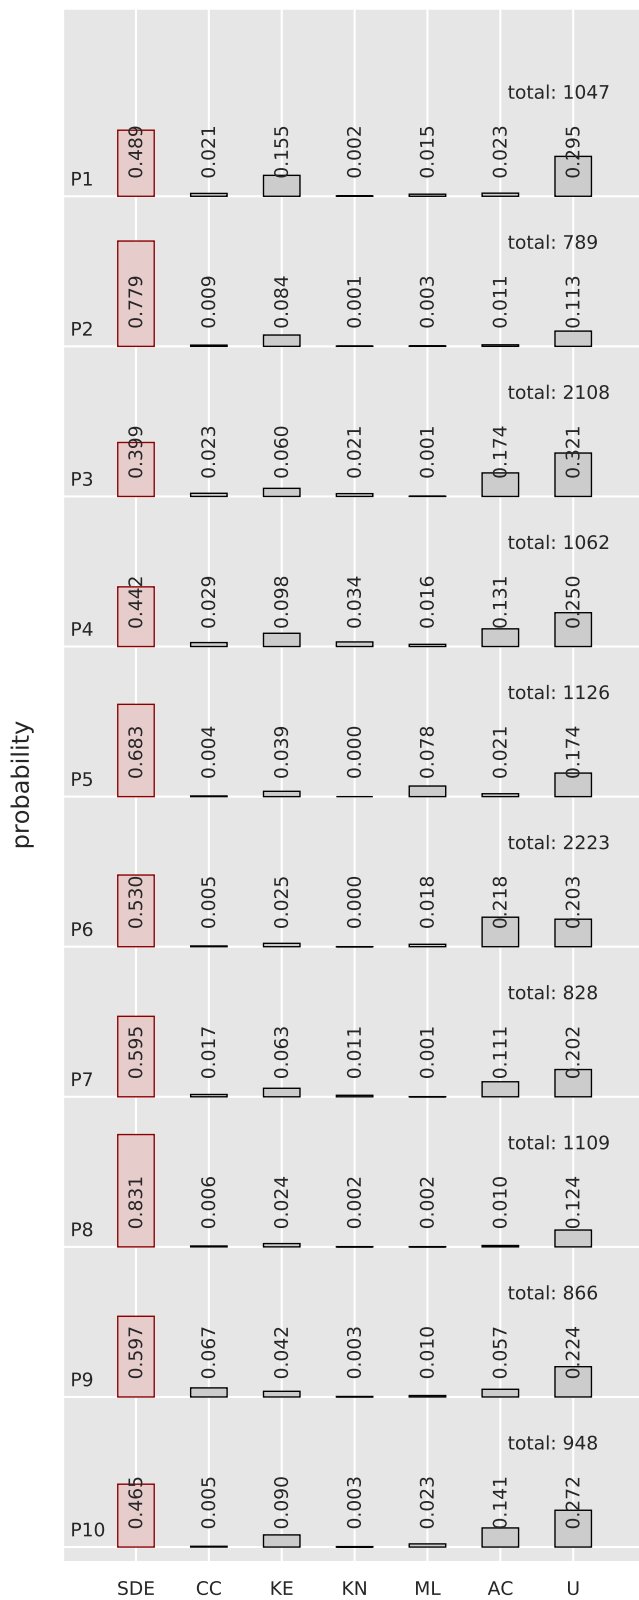 total: 1047
P1 0.489 0.021 0.155 0.002 0.015 0.023 0.295
total: 789
P2 0.779 0.009 0.084 0.001 0.003 0.011 0.113
total: 2108
P3 0.399 0.023 0.060 0.021 0.001 0.174 0.321
total: 1062
P4 0.442 0.029 0.098 0.034 0.016 0.131 0.250
total: 1126
P5 0.683 0.004 0.039 0.000 0.078 0.021 0.174
probability
total: 2223
P6 0.530 0.005 0.025 0.000 0.018 0.218 0.203
total: 828
P7 0.595 0.017 0.063 0.011 0.001 0.111 0.202
total: 1109
P8 0.831 0.006 0.024 0.002 0.002 0.010 0.124
total: 866
P9 0.597 0.067 0.042 0.003 0.010 0.057 0.224
total: 948
P10 0.465 0.005 0.090 0.003 0.023 0.141 0.272
SDE CC KE KN ML AC U